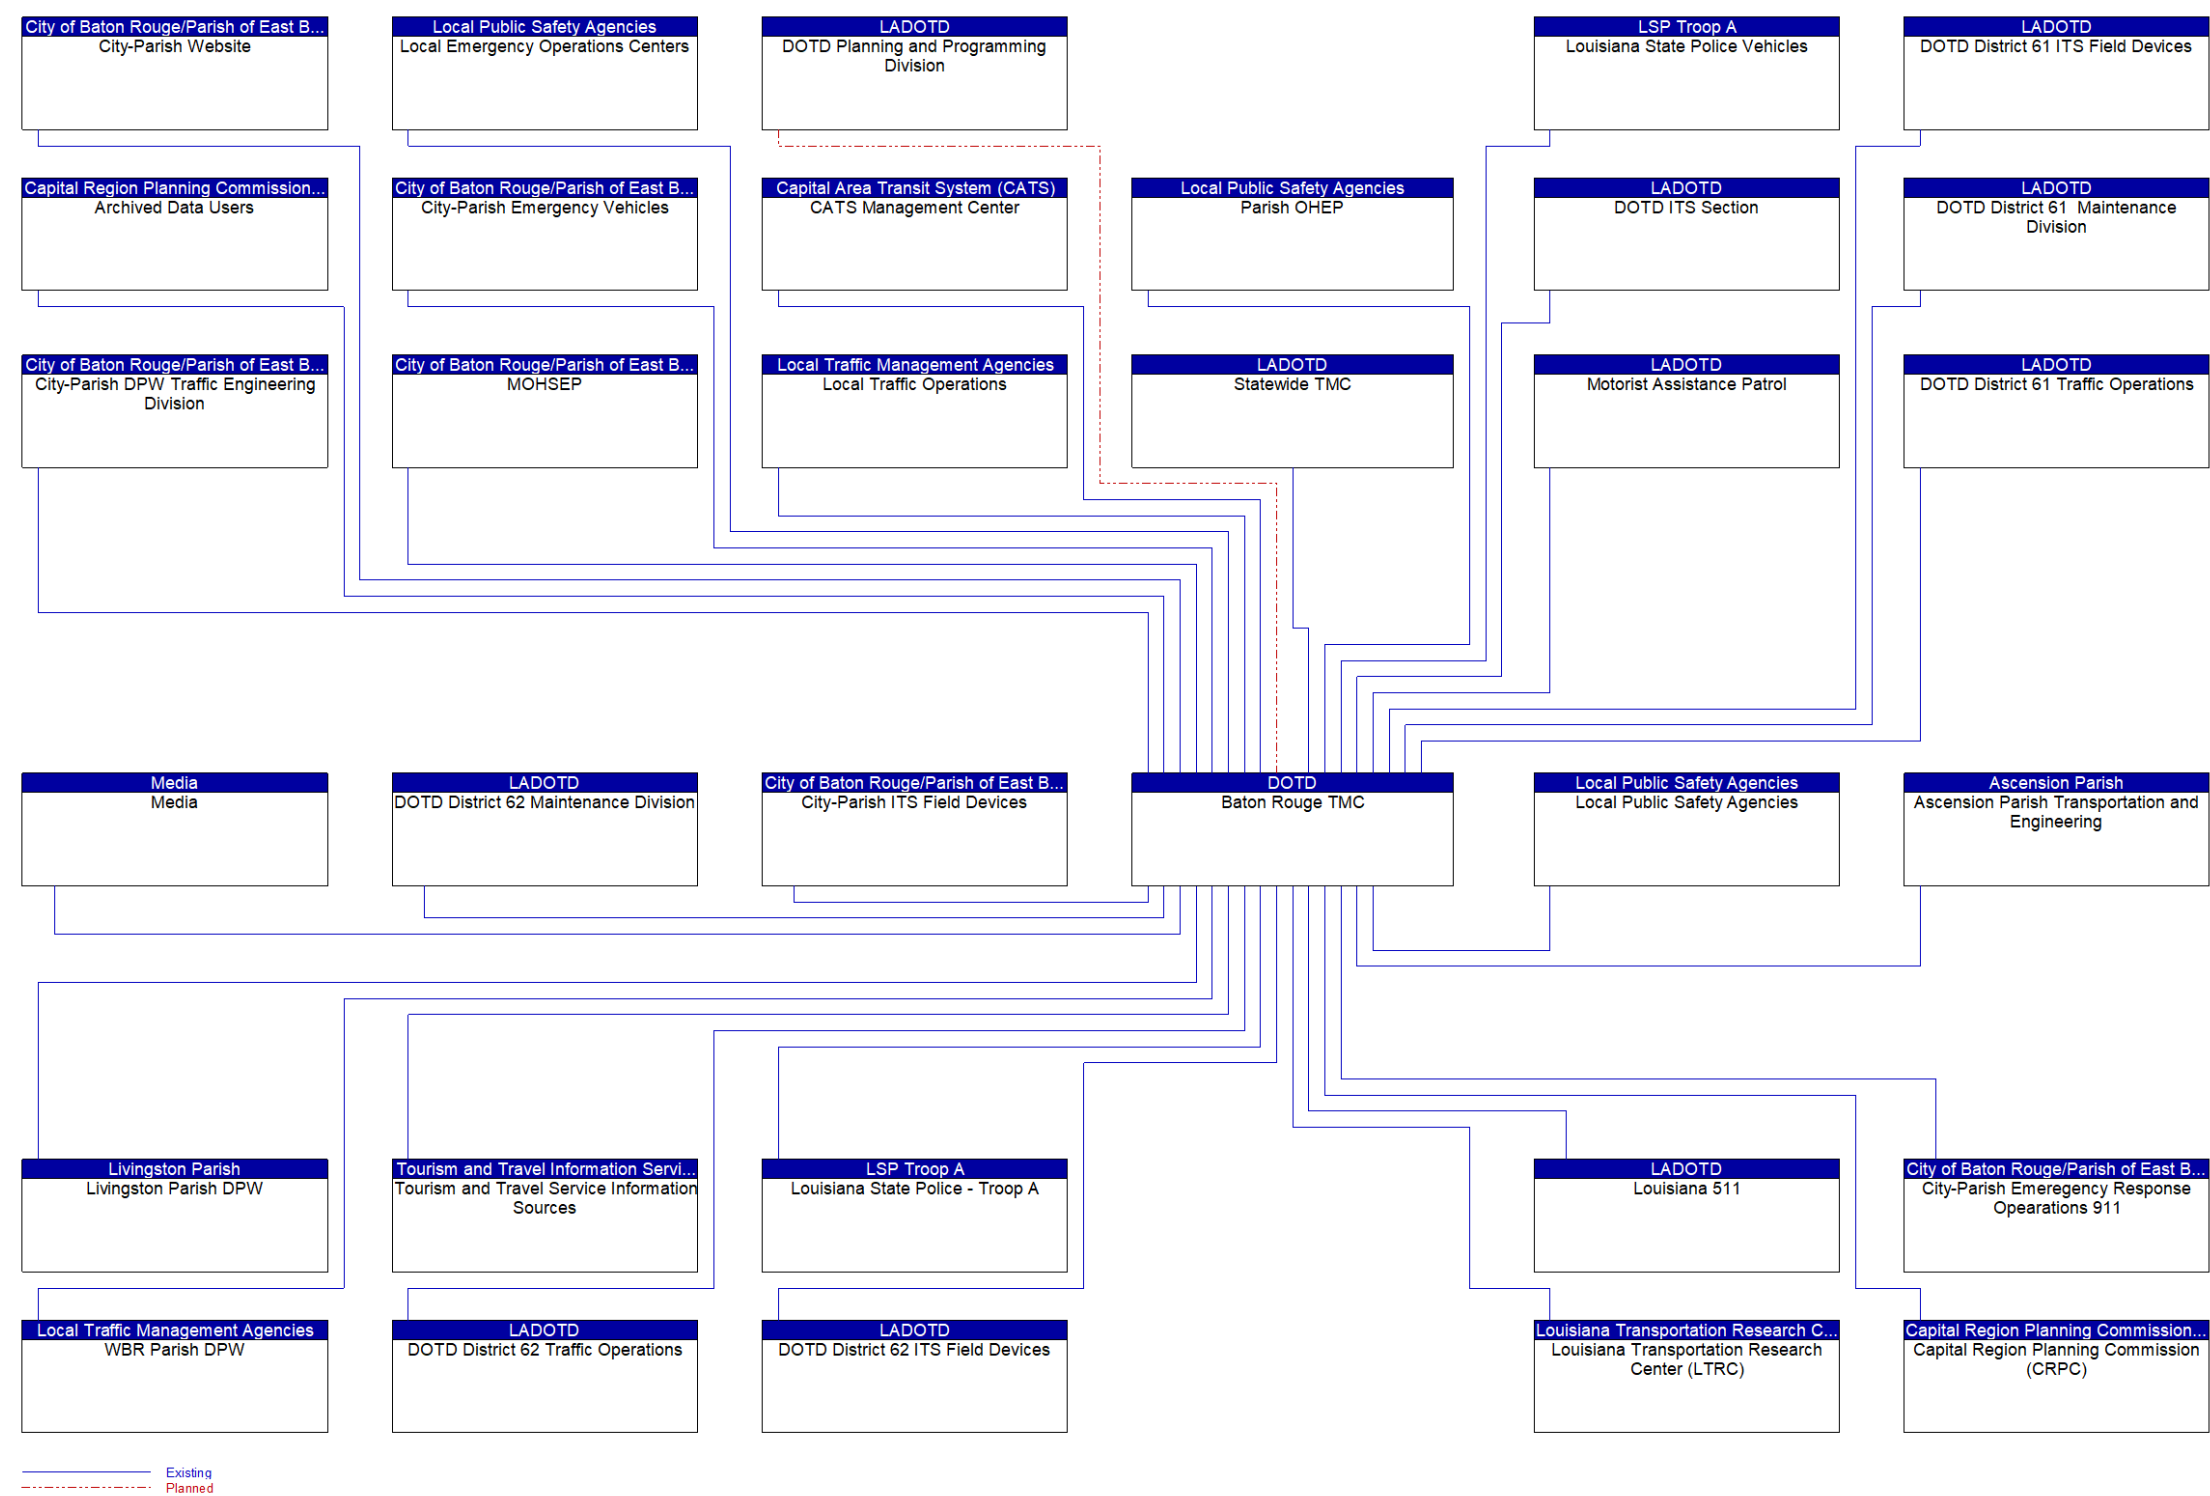 City of Baton Rouge/Parish of East B...
City-Parish Website
Local Public Safety Agencies
Local Emergency Operations Centers
LADOTD
DOTD Planning and Programming
Division
LSP Troop A
Louisiana State Police Vehicles
LADOTD
DOTD District 61 ITS Field Devices
Capital Region Planning Commission...
Archived Data Users
City of Baton Rouge/Parish of East B...
City-Parish Emergency Vehicles
Capital Area Transit System (CATS)
CATS Management Center
Local Public Safety Agencies
Parish OHEP
LADOTD
DOTD ITS Section
LADOTD
DOTD District 61  Maintenance
Division
City of Baton Rouge/Parish of East B...
City-Parish DPW Traffic Engineering
Division
City of Baton Rouge/Parish of East B...
MOHSEP
Local Traffic Management Agencies
Local Traffic Operations
LADOTD
Statewide TMC
LADOTD
Motorist Assistance Patrol
LADOTD
DOTD District 61 Traffic Operations
Media
Media
LADOTD
DOTD District 62 Maintenance Division
City of Baton Rouge/Parish of East B...
City-Parish ITS Field Devices
DOTD
Baton Rouge TMC
Local Public Safety Agencies
Local Public Safety Agencies
Ascension Parish
Ascension Parish Transportation and
Engineering
Livingston Parish
Livingston Parish DPW
Tourism and Travel Information Servi...
Tourism and Travel Service Information
Sources
LSP Troop A
Louisiana State Police - Troop A
LADOTD
Louisiana 511
City of Baton Rouge/Parish of East B...
City-Parish Emeregency Response
Opearations 911
Local Traffic Management Agencies
WBR Parish DPW
LADOTD
DOTD District 62 Traffic Operations
LADOTD
DOTD District 62 ITS Field Devices
Louisiana Transportation Research C...
Louisiana Transportation Research
Center (LTRC)
Capital Region Planning Commission...
Capital Region Planning Commission
(CRPC)
Existing
Planned